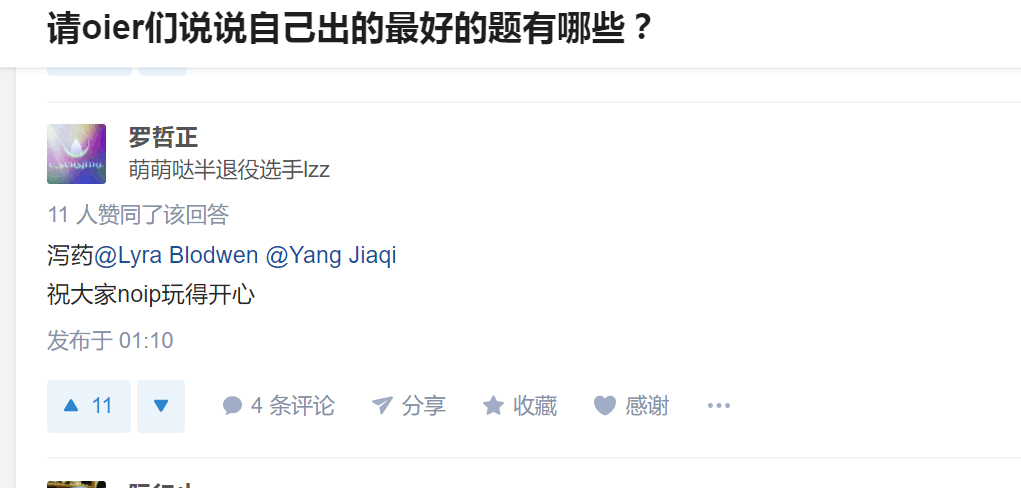 请oier们说说自己出的最好的题有哪些？
罗哲正
萌萌哒半退役选手lzz
11 人赞同了该回答
泻药@Lyra Blodwen @Yang Jiaqi
祝大家noip玩得开心
发布于 01:10
11 4 条评论 分享 收藏 感谢